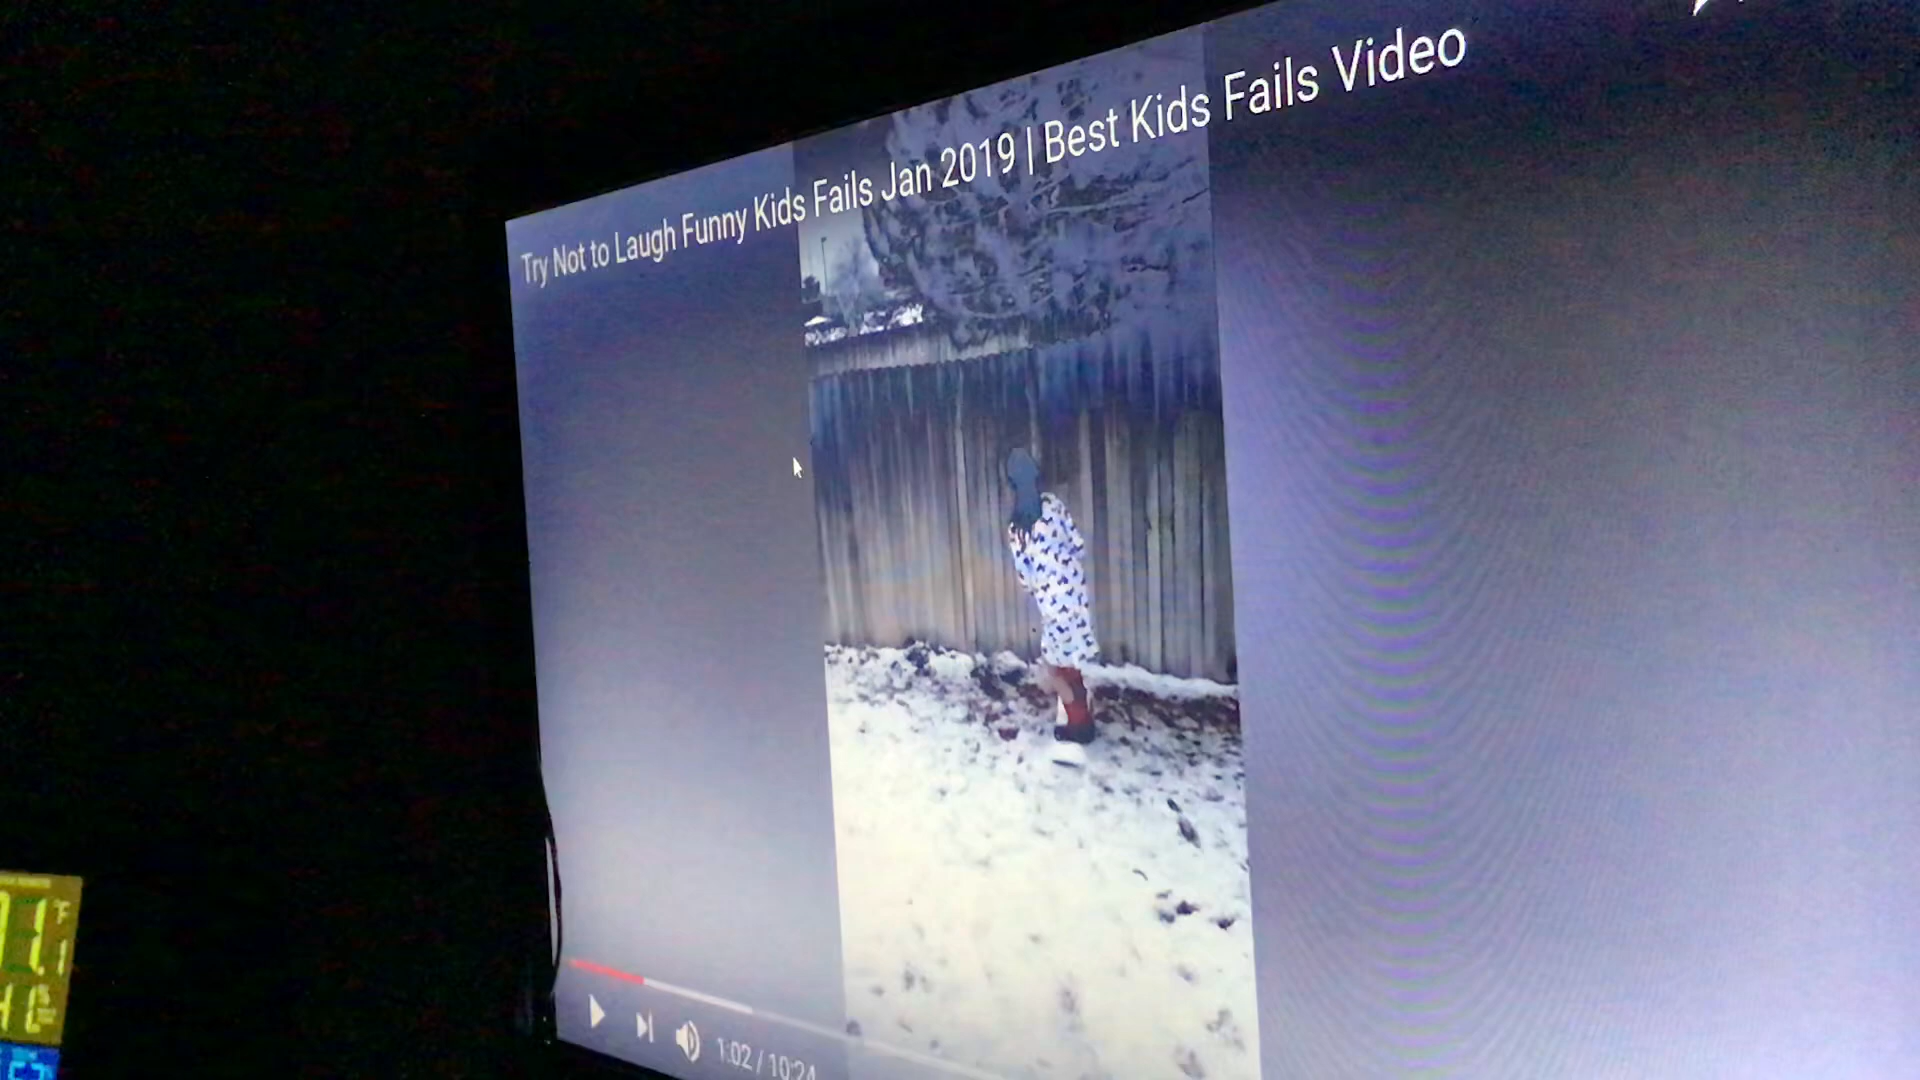 Try Not to Laugh Funny Kids Fails Jan 2019 | Best Kids Fails Video
1:02 / 10:24
°F